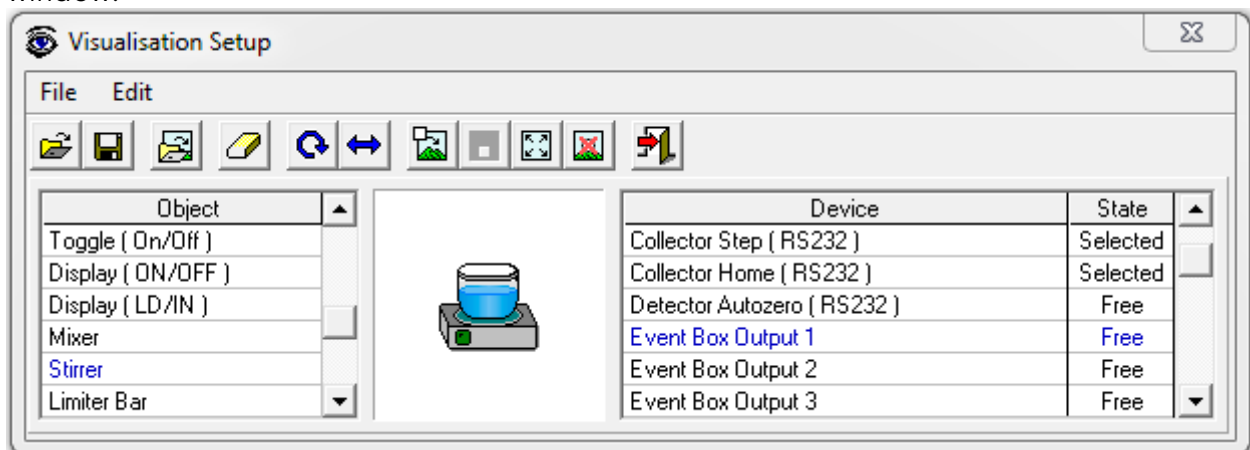 Visualisation Setup
File Edit
Object Device State
Toggle ( On/Off ) Collector Step ( RS232 ) Selected
Display ( ON/OFF ) Collector Home ( RS232 ) Selected
Display ( LD/IN ) Detector Autozero ( RS232 ) Free
Mixer Event Box Output 1 Free
Stirrer Event Box Output 2 Free
Limiter Bar Event Box Output 3 Free